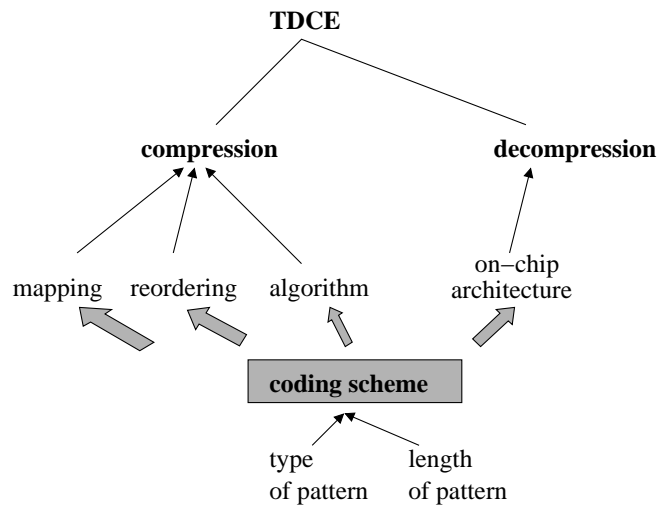 TDCE
compression
decompression
mapping
reordering
algorithm
on−chip
architecture
coding scheme
type
of pattern
length
of pattern